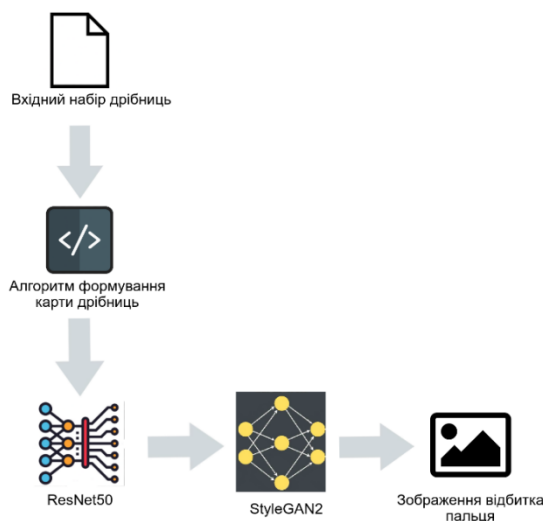 Вхідний набір дрібниць
</>
Алгоритм формування
карти дрібниць
ResNet50
StyleGAN2
Зображення відбитка
пальця